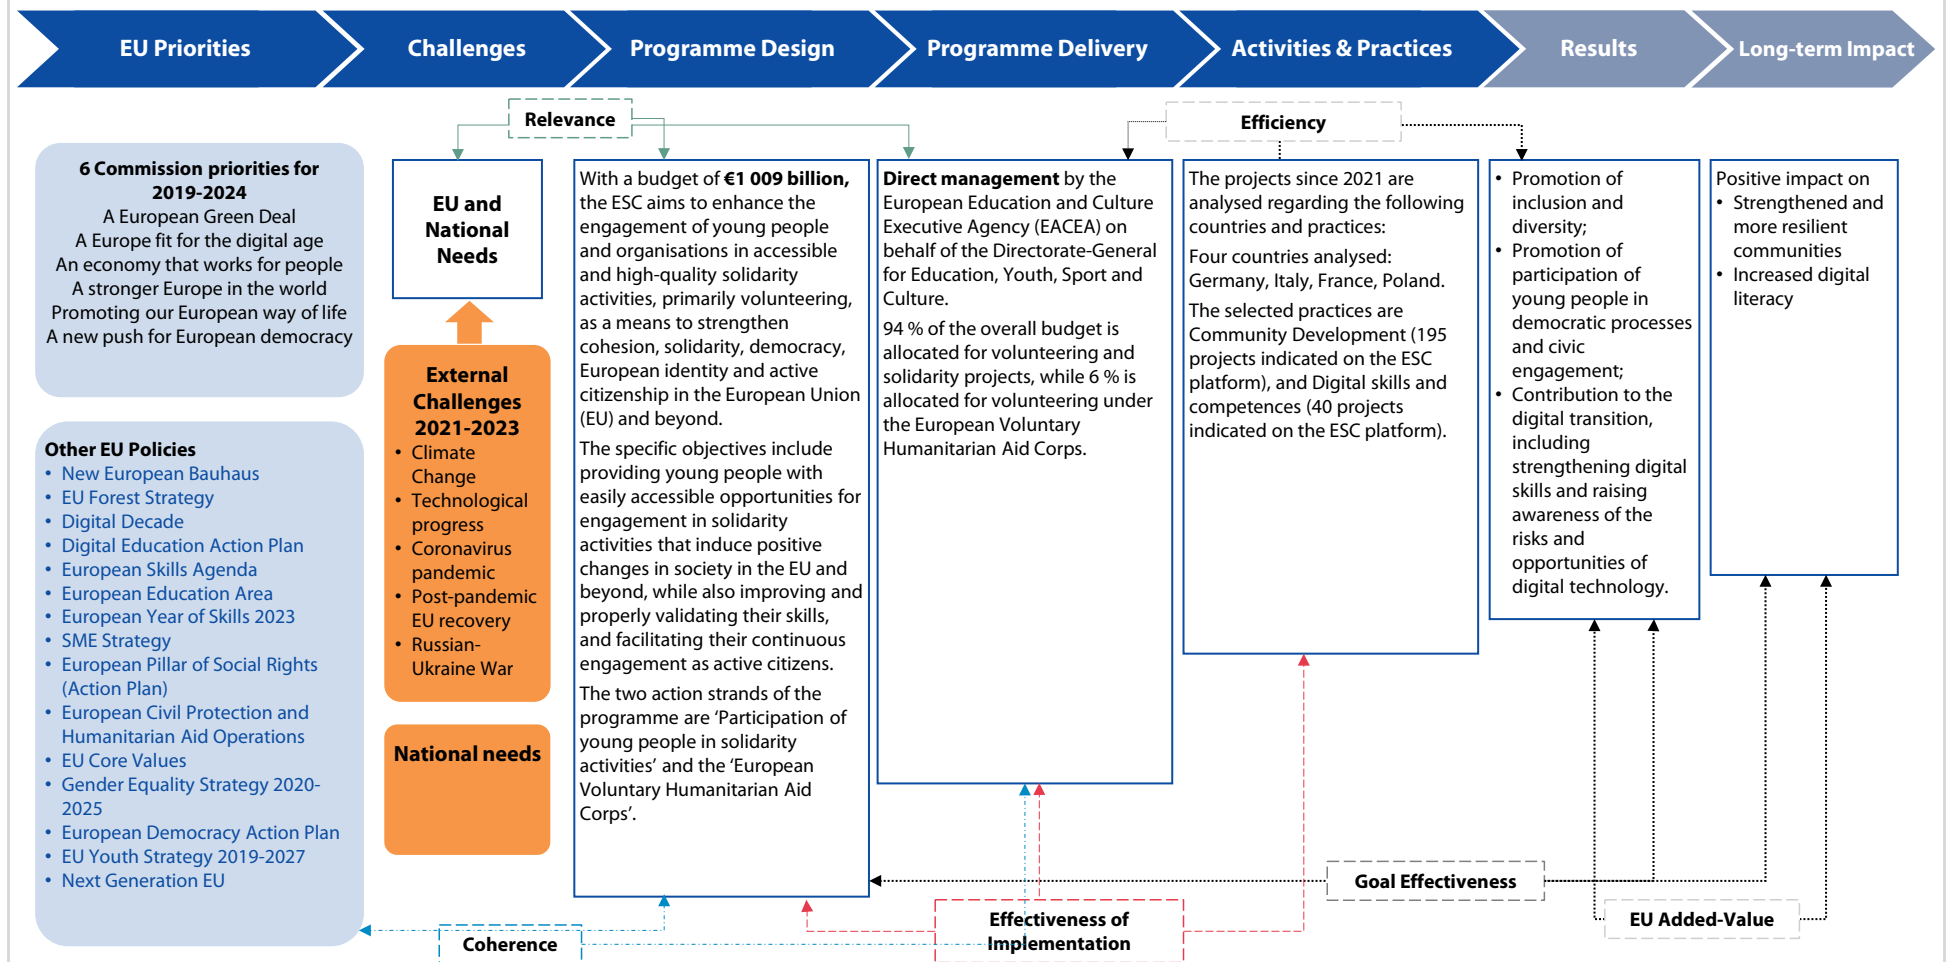 EU Priorities
Challenges
Programme Design
Programme Delivery
Activities & Practices
Results
Long-term Impact
Relevance
Efficiency
6 Commission priorities for
2019-2024
A European Green Deal
A Europe fit for the digital age
An economy that works for people
A stronger Europe in the world
Promoting our European way of life
A new push for European democracy
Other EU Policies
• New European Bauhaus
• EU Forest Strategy
• Digital Decade
• Digital Education Action Plan
• European Skills Agenda
• European Education Area
• European Year of Skills 2023
• SME Strategy
• European Pillar of Social Rights
(Action Plan)
• European Civil Protection and
Humanitarian Aid Operations
• EU Core Values
• Gender Equality Strategy 2020-
2025
• European Democracy Action Plan
• EU Youth Strategy 2019-2027
• Next Generation EU
EU and
National
Needs
External
Challenges
2021-2023
• Climate
Change
• Technological
progress
• Coronavirus
pandemic
• Post-pandemic
EU recovery
• Russian-
Ukraine War
National needs
With a budget of €1 009 billion,
the ESC aims to enhance the
engagement of young people
and organisations in accessible
and high-quality solidarity
activities, primarily volunteering,
as a means to strengthen
cohesion, solidarity, democracy,
European identity and active
citizenship in the European Union
(EU) and beyond.
The specific objectives include
providing young people with
easily accessible opportunities for
engagement in solidarity
activities that induce positive
changes in society in the EU and
beyond, while also improving and
properly validating their skills,
and facilitating their continuous
engagement as active citizens.
The two action strands of the
programme are ‘Participation of
young people in solidarity
activities’ and the ‘European
Voluntary Humanitarian Aid
Corps’.
Direct management by the
European Education and Culture
Executive Agency (EACEA) on
behalf of the Directorate-General
for Education, Youth, Sport and
Culture.
94 % of the overall budget is
allocated for volunteering and
solidarity projects, while 6 % is
allocated for volunteering under
the European Voluntary
Humanitarian Aid Corps.
The projects since 2021 are
analysed regarding the following
countries and practices:
Four countries analysed:
Germany, Italy, France, Poland.
The selected practices are
Community Development (195
projects indicated on the ESC
platform), and Digital skills and
competences (40 projects
indicated on the ESC platform).
• Promotion of
inclusion and
diversity;
• Promotion of
participation of
young people in
democratic processes
and civic
engagement;
• Contribution to the
digital transition,
including
strengthening digital
skills and raising
awareness of the
risks and
opportunities of
digital technology.
Positive impact on
• Strengthened and
more resilient
communities
• Increased digital
literacy
Goal Effectiveness
EU Added-Value
Effectiveness of
Implementation
Coherence